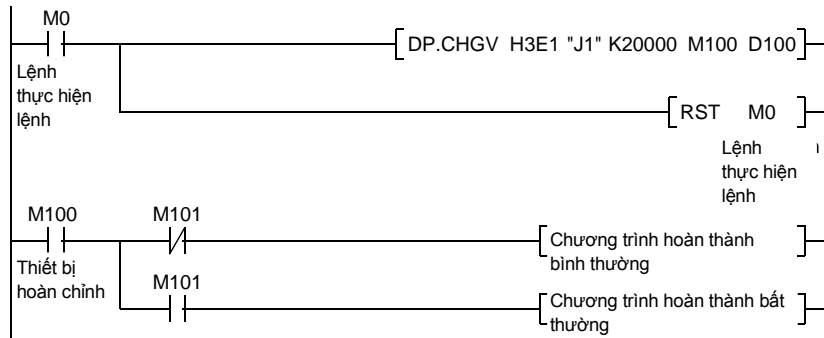 M0
DP.CHGV H3E1 "J1" K20000 M100 D100
Lệnh
thực hiện
lệnh
RST M0
Lệnh
thực hiện
lệnh
M100 M101
Chương trình hoàn thành
bình thường
Thiết bị
hoàn chỉnh
M101
Chương trình hoàn thành bất
thường